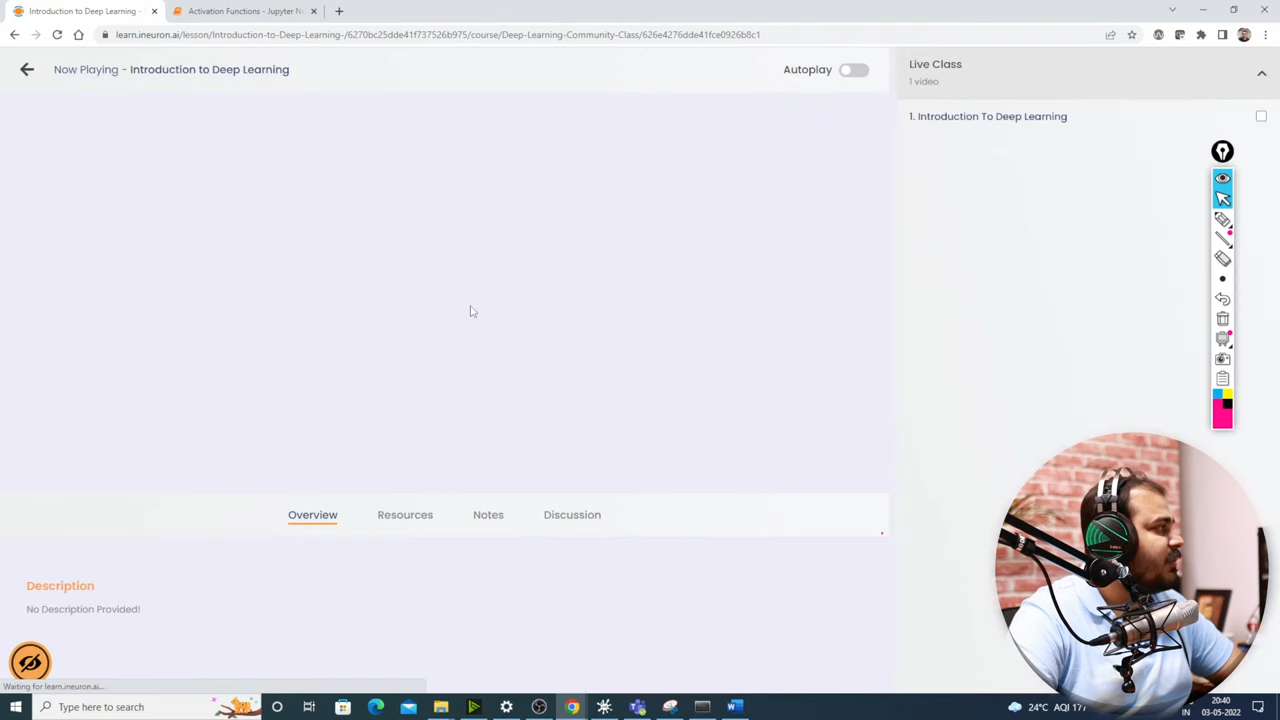 Introduction to Deep Learning -
Activation Functions - Jupyter No
learn.ineuron.ai/lesson/Introduction-to-Deep-Learning-/6270bc25dde41f737526b975/course/Deep-Learning-Community-Class/626e4276dde41fce0926b8c1
Now Playing - Introduction to Deep Learning
Autoplay
Live Class
1 video
1. Introduction To Deep Learning
Overview
Resources
Notes
Discussion
Description
No Description Provided!
Waiting for learn.ineuron.ai...
Type here to search
24°C AQI 177
IN
20:40
03-05-2022